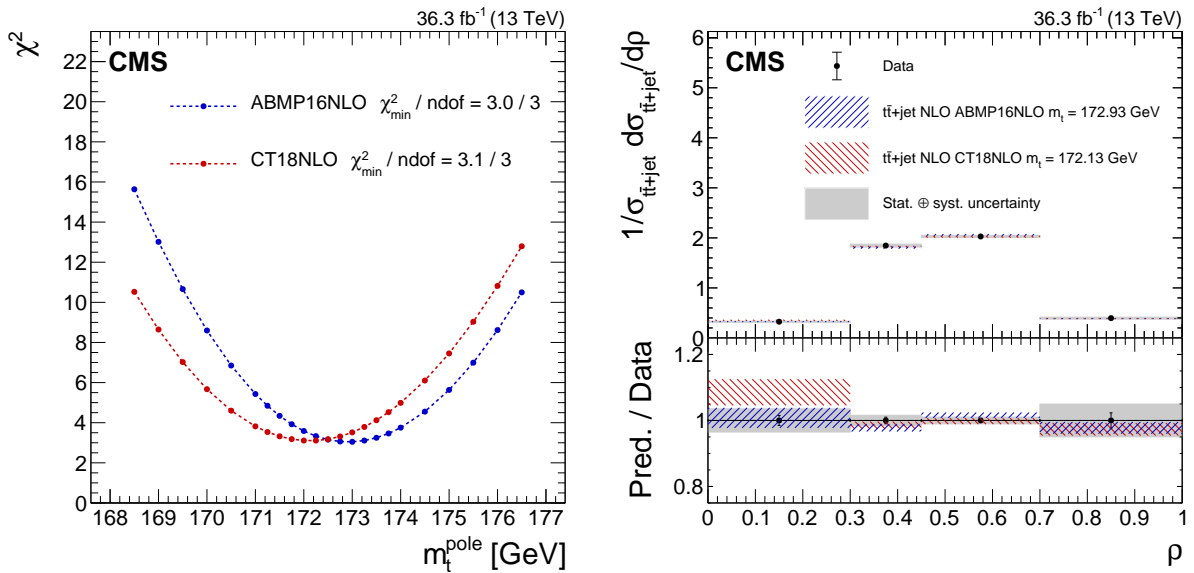 36.3 fb⁻¹ (13 TeV)
χ²
CMS
ABMP16NLO χ²min / ndof = 3.0 / 3
CT18NLO χ²min / ndof = 3.1 / 3
22
20
18
16
14
12
10
8
6
4
2
0
168 169 170 171 172 173 174 175 176 177
mₜᵖᵒˡᵉ [GeV]
36.3 fb⁻¹ (13 TeV)
1/σ_tt̄+jet dσ_tt̄+jet/dρ
CMS
Data
tt̄+jet NLO ABMP16NLO mₜ = 172.93 GeV
tt̄+jet NLO CT18NLO mₜ = 172.13 GeV
Stat. ⊕ syst. uncertainty
6
5
4
3
2
1
0
Pred. / Data
1.2
1
0.8
0 0.1 0.2 0.3 0.4 0.5 0.6 0.7 0.8 0.9 1
ρ